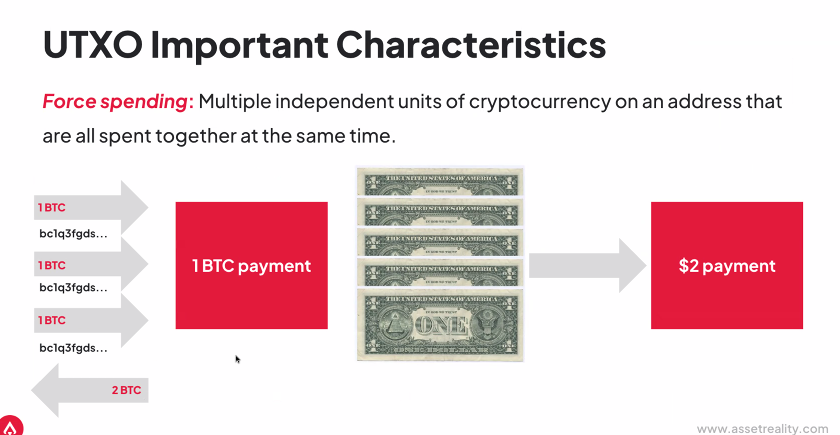 UTXO Important Characteristics
Force spending: Multiple independent units of cryptocurrency on an address that
are all spent together at the same time.
1 BTC
bc1q3fgds...
1 BTC
bc1q3fgds...
1 BTC
bc1q3fgds...
2 BTC
1 BTC payment
THE UNITED STATES OF AMERICA
THE UNITED STATES OF AMERICA
THE UNITED STATES OF AMERICA
THE UNITED STATES OF AMERICA
THE UNITED STATES OF AMERICA
ONE
$2 payment
www.assetreality.com